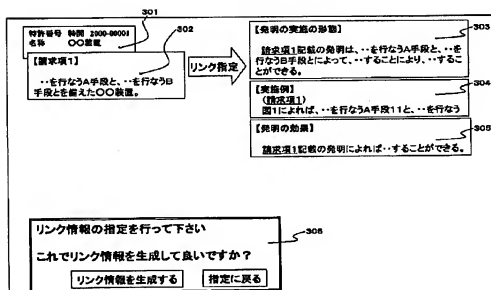 301
特許番号 特開 2000-00001
名称 〇〇装置
302
【請求項1】
‥を行なうA手段と、‥を行なうB
手段とを備えた〇〇装置。
リンク指定
303
【発明の実施の形態】
請求項1記載の発明は、‥を行なうA手段と、‥を
行なうB手段とによって、‥することにより、‥するこ
とができる。
304
【実施例】
(請求項1)
図1によれば、‥を行なうA手段11と、‥を行なう
305
【発明の効果】
請求項1記載の発明によれば‥することができる。
306
リンク情報の指定を行って下さい
これでリンク情報を生成して良いですか？
リンク情報を生成する
指定に戻る